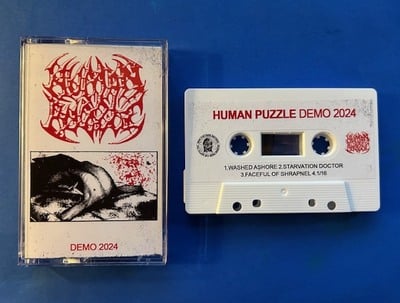 HUMAN PUZZLE
DEMO 2024
HUMAN PUZZLE DEMO 2024
1.WASHED ASHORE 2.STARVATION DOCTOR
3.FACEFUL OF SHRAPNEL 4.1/16